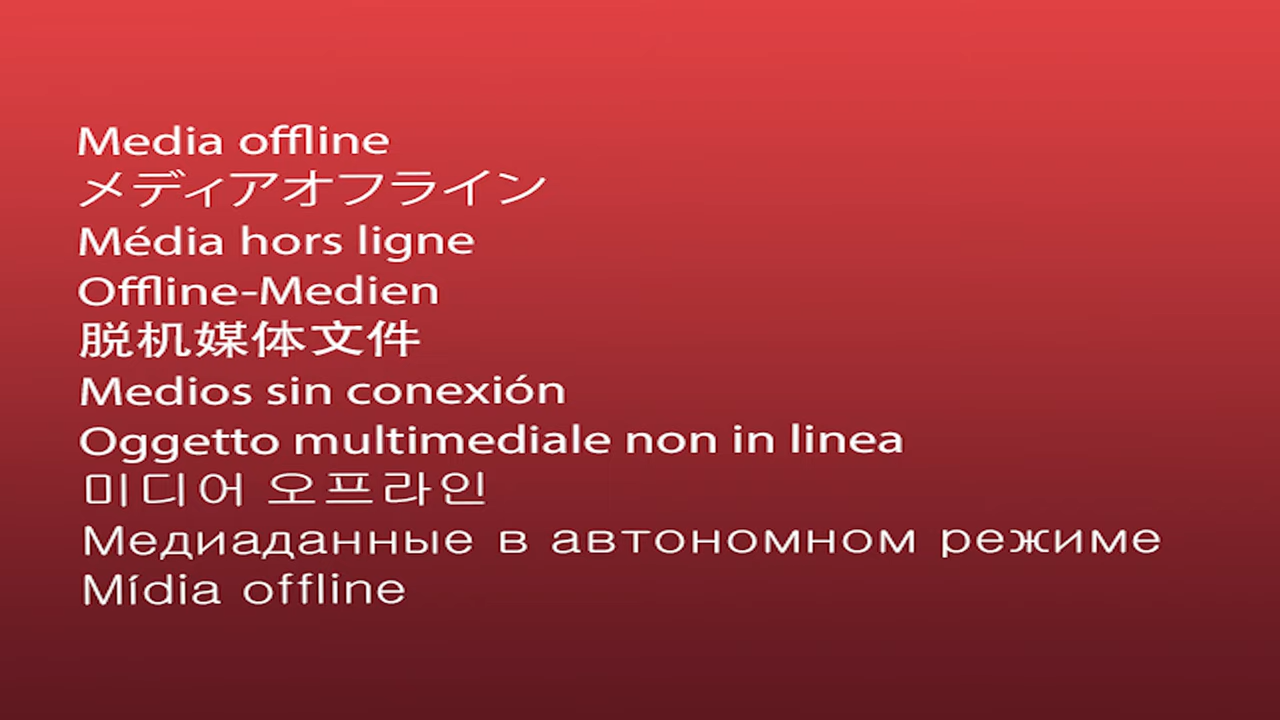 Media offline
メディアオフライン
Média hors ligne
Offline-Medien
脱机媒体文件
Medios sin conexión
Oggetto multimediale non in linea
미디어 오프라인
Медиаданные в автономном режиме
Mídia offline